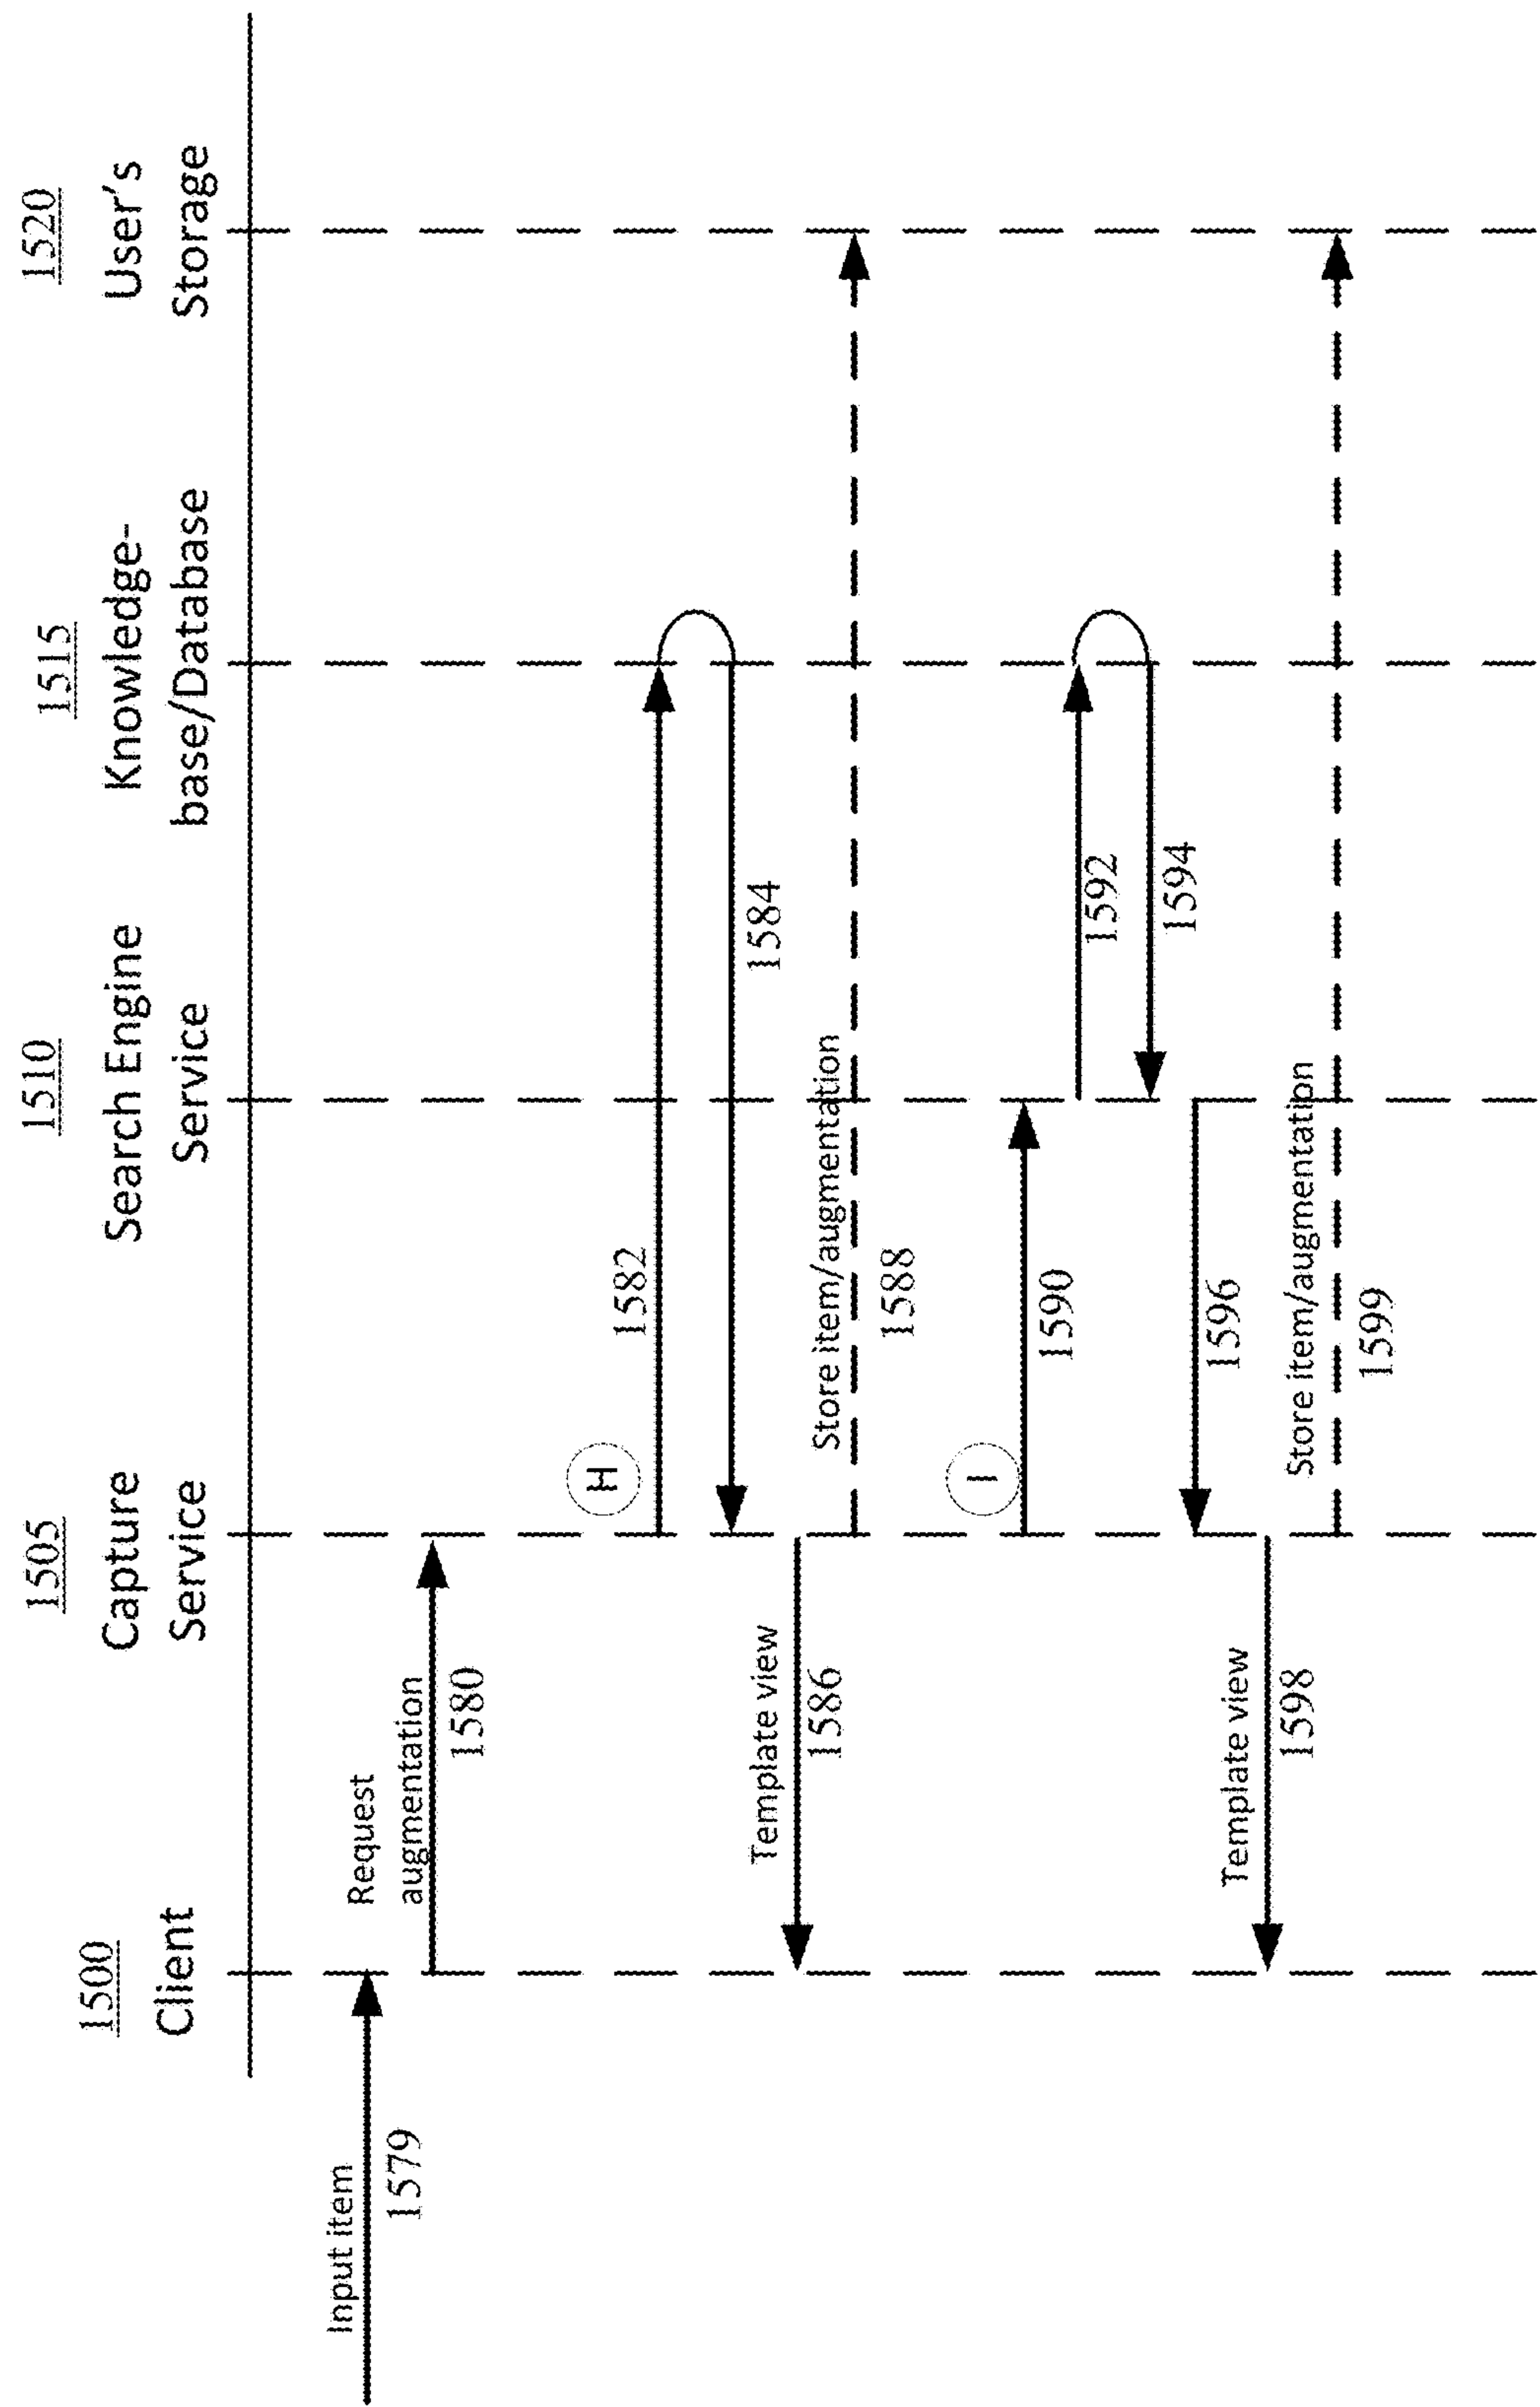 1500
Client
1505
Capture
Service
1510
Search Engine
Service
1515
Knowledge-
base/Database
1520
User's
Storage
Input item
1579
Request
augmentation
1580
H
1582
1584
Template view
1586
Store item/augmentation
1588
I
1590
1592
1594
1596
Template view
1598
Store item/augmentation
1599